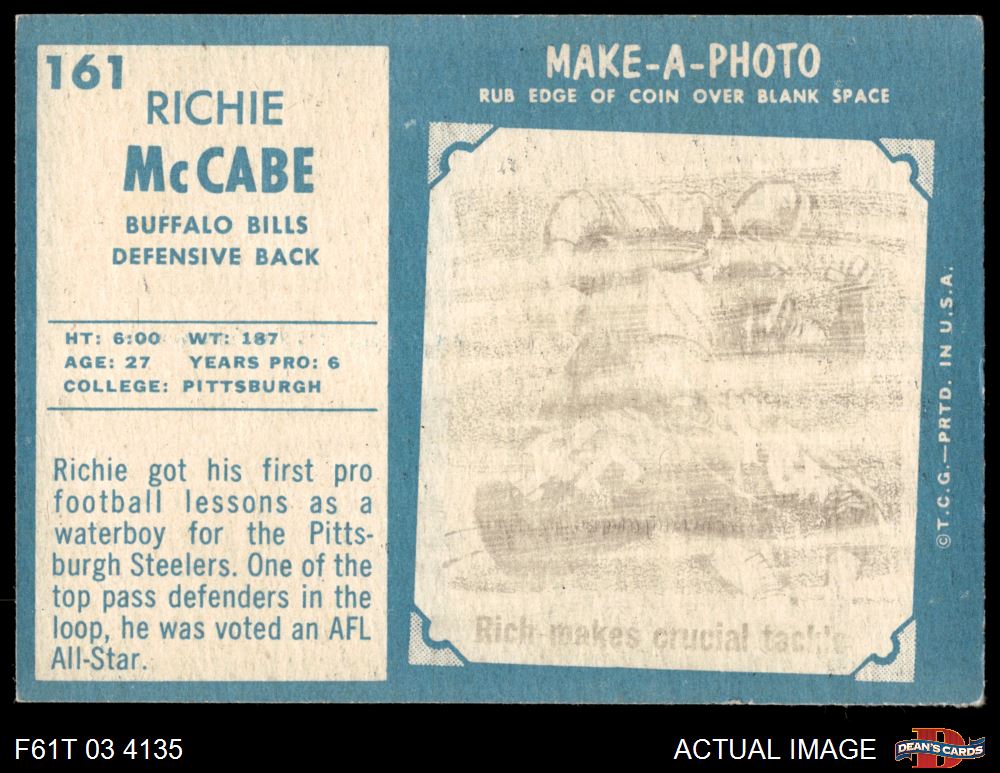 161
RICHIE
McCABE
BUFFALO BILLS
DEFENSIVE BACK
HT: 6:00 WT: 187
AGE: 27 YEARS PRO: 6
COLLEGE: PITTSBURGH
Richie got his first pro
football lessons as a
waterboy for the Pitts-
burgh Steelers. One of the
top pass defenders in the
loop, he was voted an AFL
All-Star.
MAKE-A-PHOTO
RUB EDGE OF COIN OVER BLANK SPACE
Rich makes crucial tackle
©T.C.G.—PRTD. IN U.S.A.
F61T 03 4135
ACTUAL IMAGE
D
DEAN'S CARDS